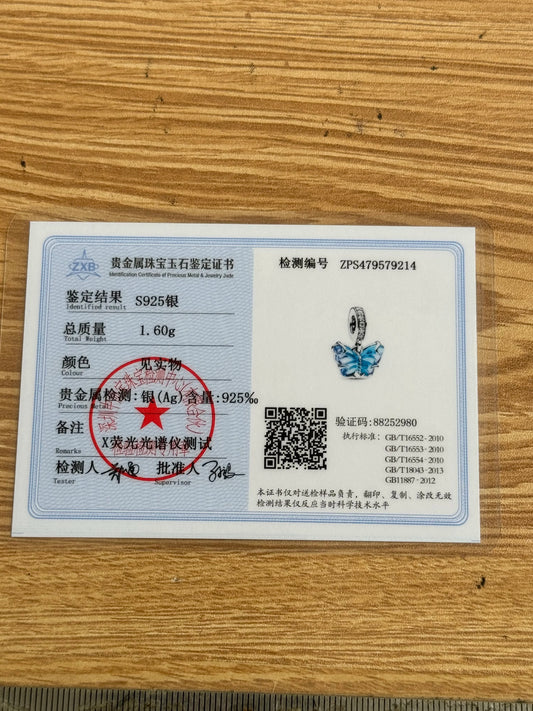 ZXB
贵金属珠宝玉石鉴定证书
Identification Certificate of Precious Metal & Jewelry Jade
鉴定结果 S925银
Identified result
总质量 1.60g
Total Weight
颜色 见实物
Colour
贵金属检测: 银(Ag)含量:925‰
Precious Metal
备注 X荧光光谱仪测试
Remarks
检测人 批准人
Tester Supervisor
检测编号 ZPS479579214
验证码: 88252980
执行标准: GB/T16552-2010
GB/T16553-2010
GB/T16554-2010
GB/T18043-2013
GB11887-2012
本证书仅对送检样品负责,翻印、复制、涂改无效
检测结果仅反应当时科学技术水平